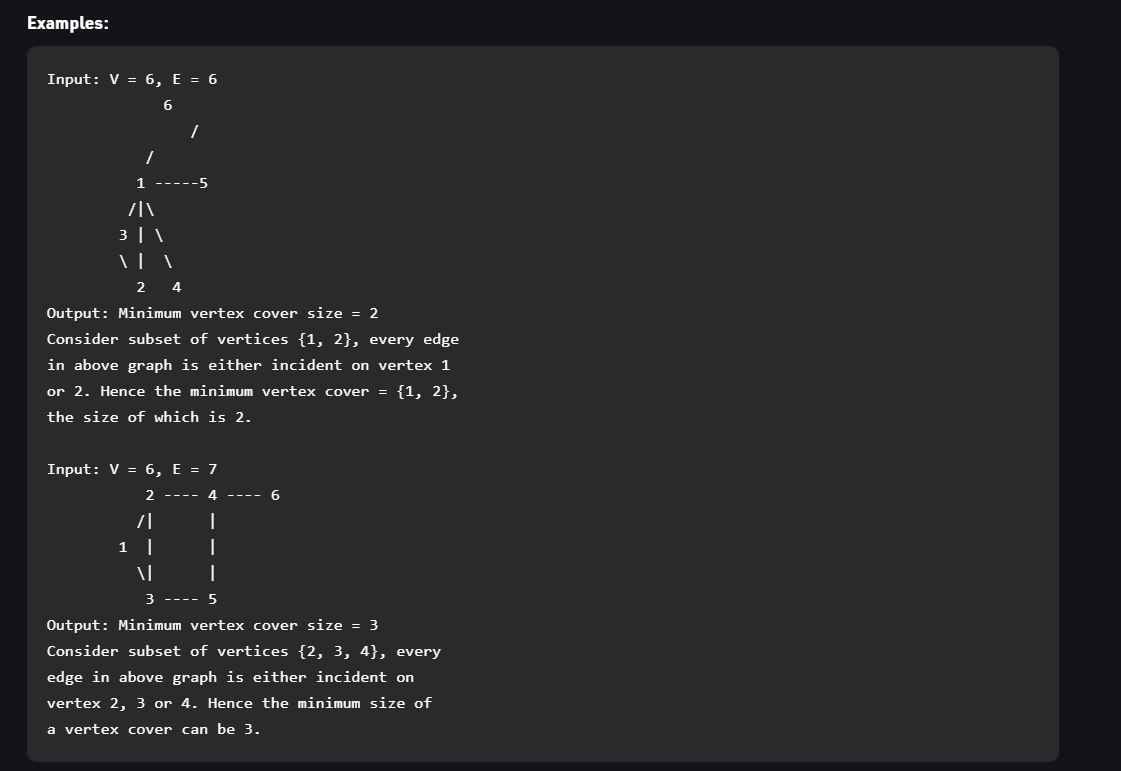 Examples:
Input: V = 6, E = 6
             6
                /
           /
          1 -----5
         /|\
        3 | \
        \ |  \
          2   4
Output: Minimum vertex cover size = 2
Consider subset of vertices {1, 2}, every edge
in above graph is either incident on vertex 1
or 2. Hence the minimum vertex cover = {1, 2},
the size of which is 2.

Input: V = 6, E = 7
           2 ---- 4 ---- 6
          /|      |
        1  |      |
          \|      |
           3 ---- 5
Output: Minimum vertex cover size = 3
Consider subset of vertices {2, 3, 4}, every
edge in above graph is either incident on
vertex 2, 3 or 4. Hence the minimum size of
a vertex cover can be 3.